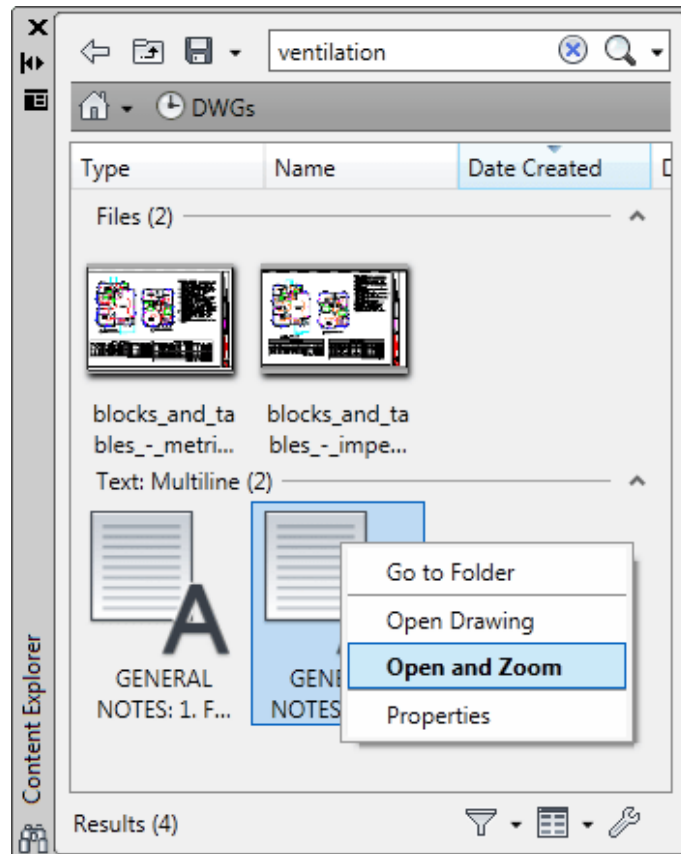 ventilation
DWGs
Type Name Date Created
Files (2)
blocks_and_ta blocks_and_ta
bles_-_metri... bles_-_impe...
Text: Multiline (2)
A
Go to Folder
Open Drawing
Open and Zoom
Properties
GENERAL
NOTES: 1. F... NOTES
Content Explorer
Results (4)